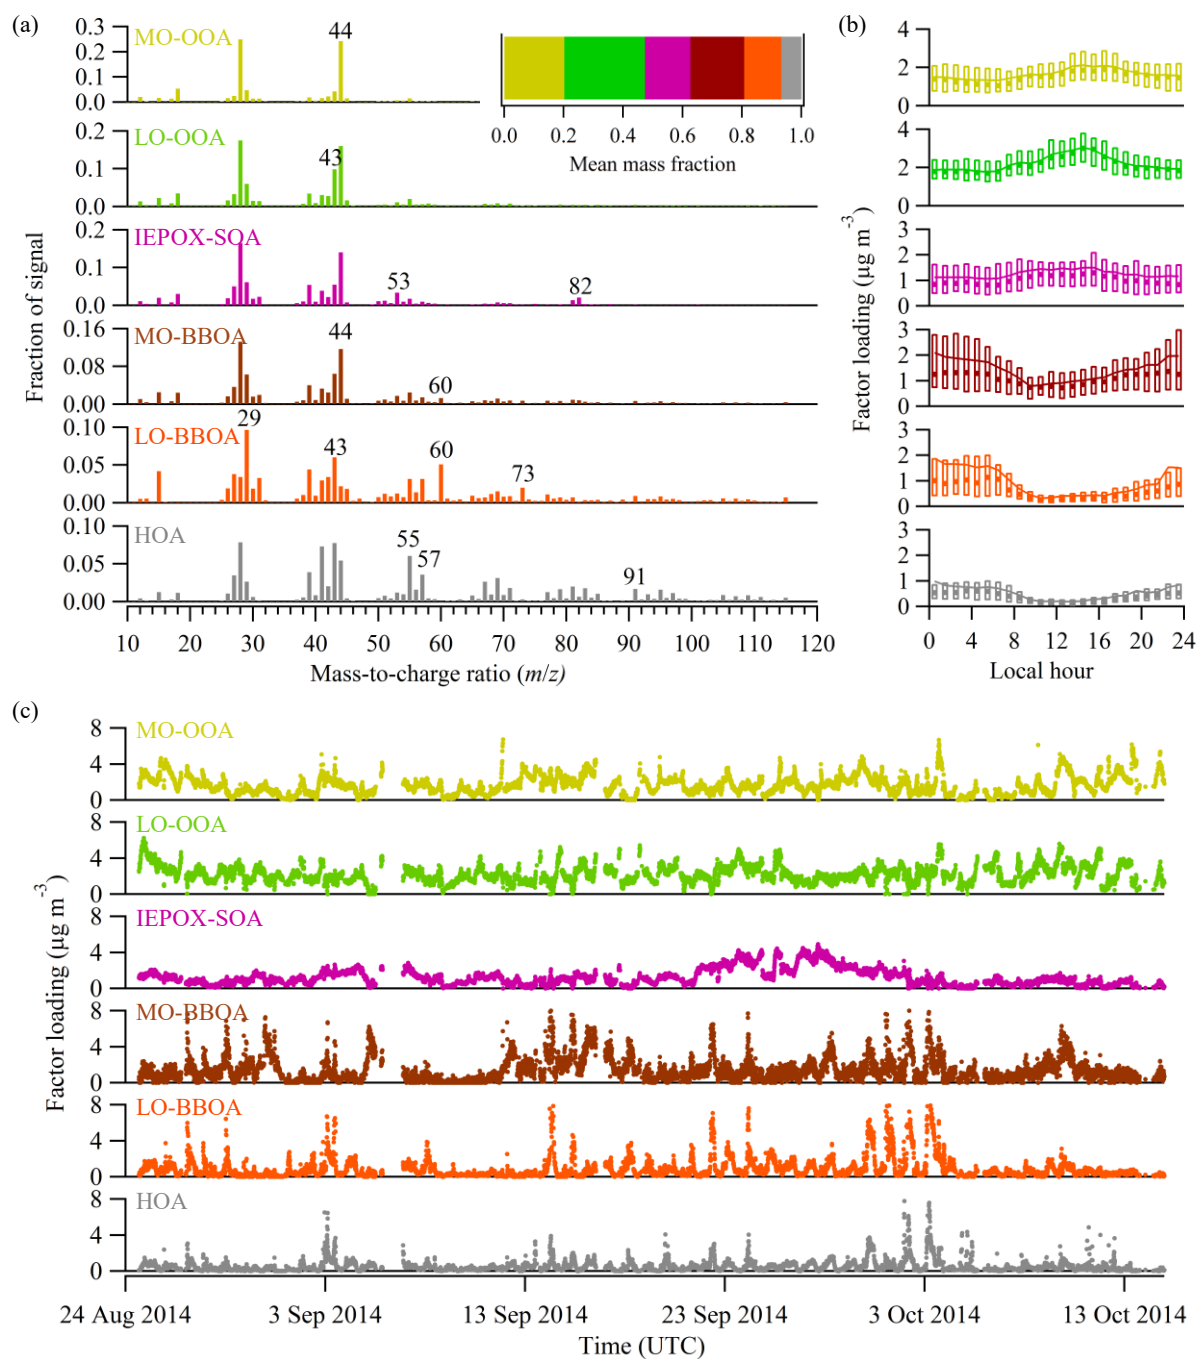 (a)
Fraction of signal
0.3
0.2
0.1
0.0
MO-OOA
44
0.2
0.1
0.0
LO-OOA
43
0.2
0.1
0.0
IEPOX-SOA
53
82
0.16
0.08
0.00
MO-BBOA
44
60
0.10
0.05
0.00
LO-BBOA
29
43
60
73
0.10
0.05
0.00
HOA
55
57
91
10 20 30 40 50 60 70 80 90 100 110 120
Mass-to-charge ratio (m/z)
0.0 0.2 0.4 0.6 0.8 1.0
Mean mass fraction
(b)
Factor loading (µg m⁻³)
4
2
0
4
2
0
3
2
1
0
3
2
1
0
3
2
1
0
3
2
1
0
0 4 8 12 16 20 24
Local hour
(c)
Factor loading (µg m⁻³)
8
4
0
MO-OOA
8
4
0
LO-OOA
8
4
0
IEPOX-SOA
8
4
0
MO-BBOA
8
4
0
LO-BBOA
8
4
0
HOA
24 Aug 2014 3 Sep 2014 13 Sep 2014 23 Sep 2014 3 Oct 2014 13 Oct 2014
Time (UTC)